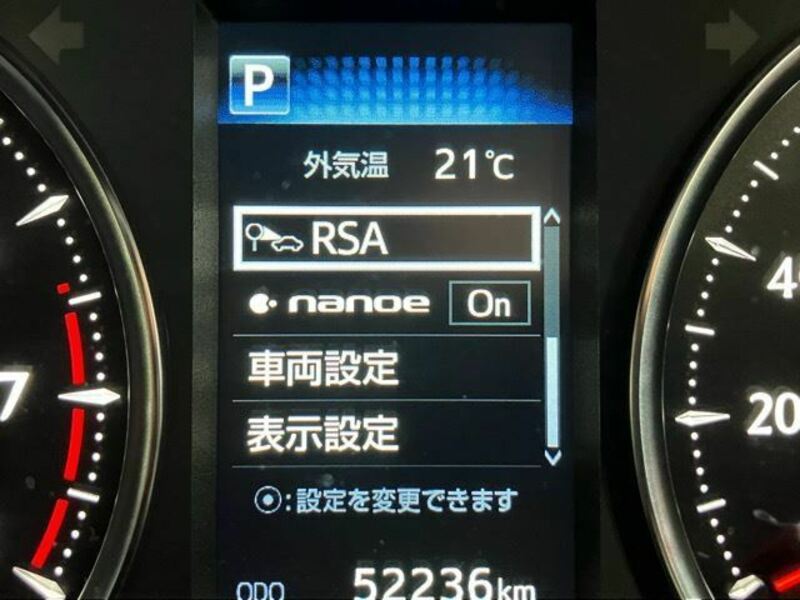 P
外気温 21℃
RSA
nanoe On
車両設定
表示設定
⦿:設定を変更できます
ODO 52236km
7
4
20